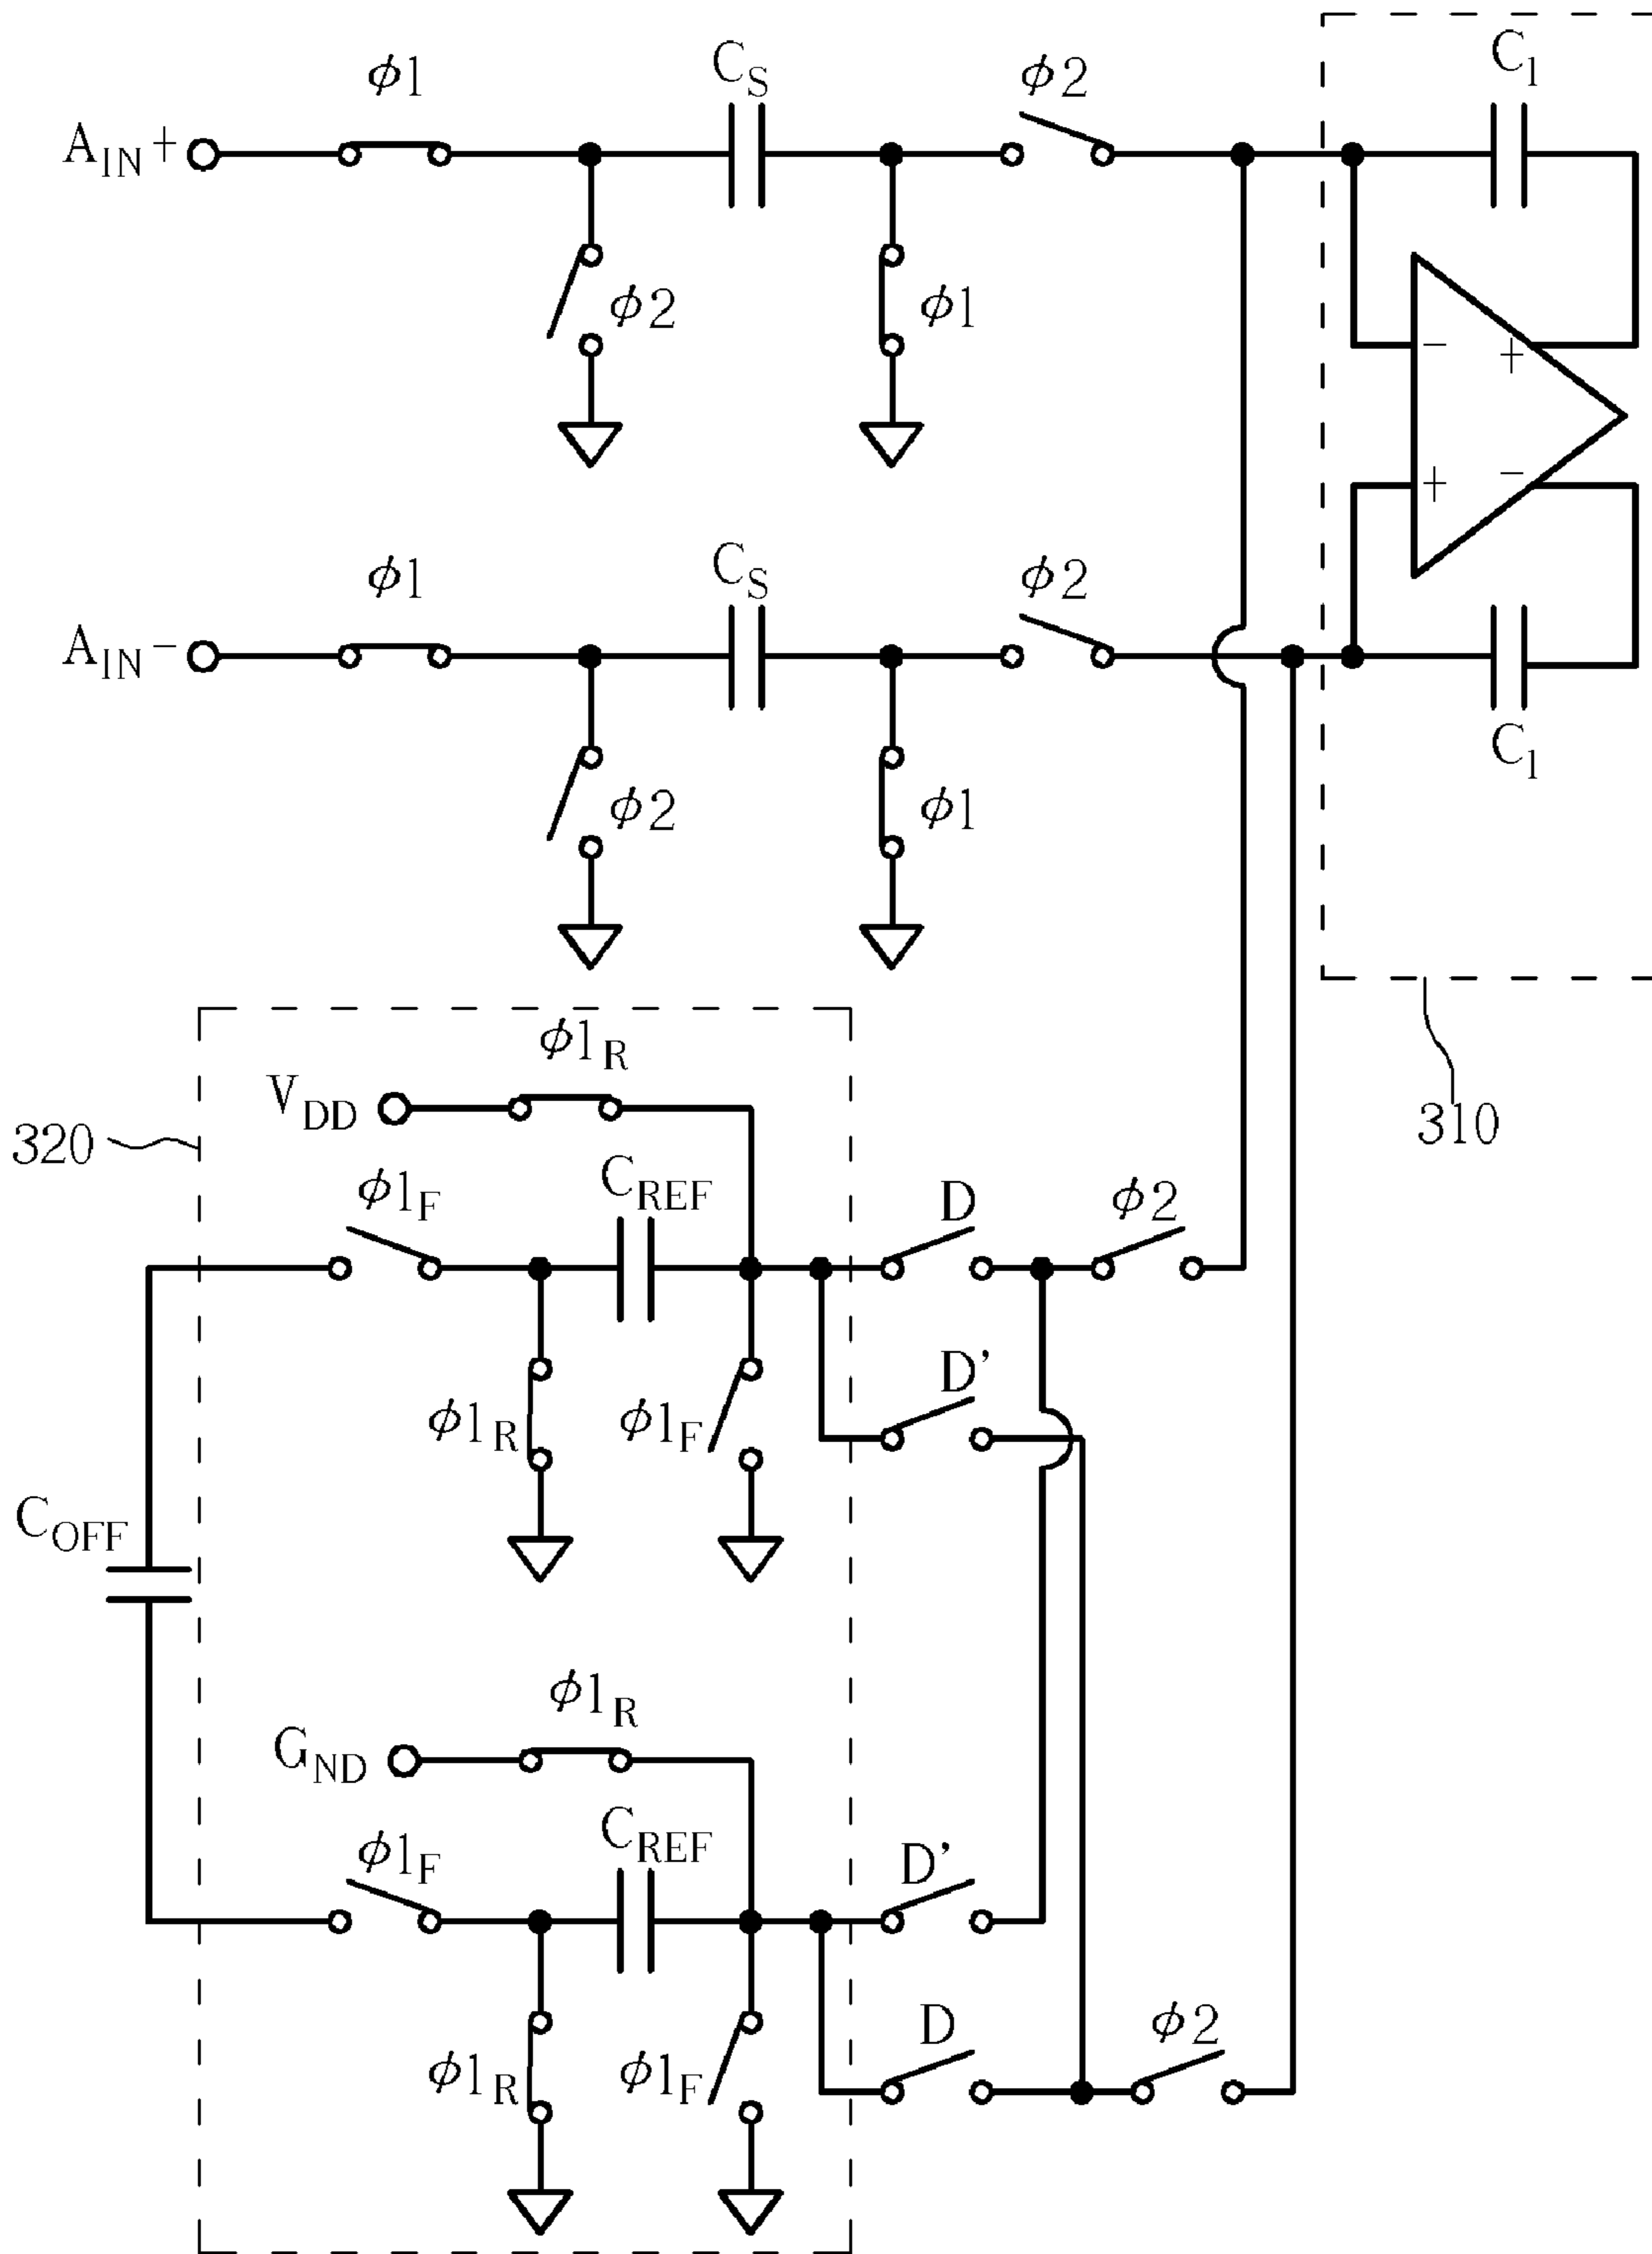 ϕ1 C_S ϕ2 C_1
A_IN+
ϕ2 ϕ1
- +
+ -
ϕ1 C_S ϕ2
A_IN-
C_1
ϕ2 ϕ1
ϕ1_R
V_DD
320
310
ϕ1_F C_REF D ϕ2
D'
ϕ1_R ϕ1_F
C_OFF
ϕ1_R
G_ND
ϕ1_F C_REF D'
D ϕ2
ϕ1_R ϕ1_F